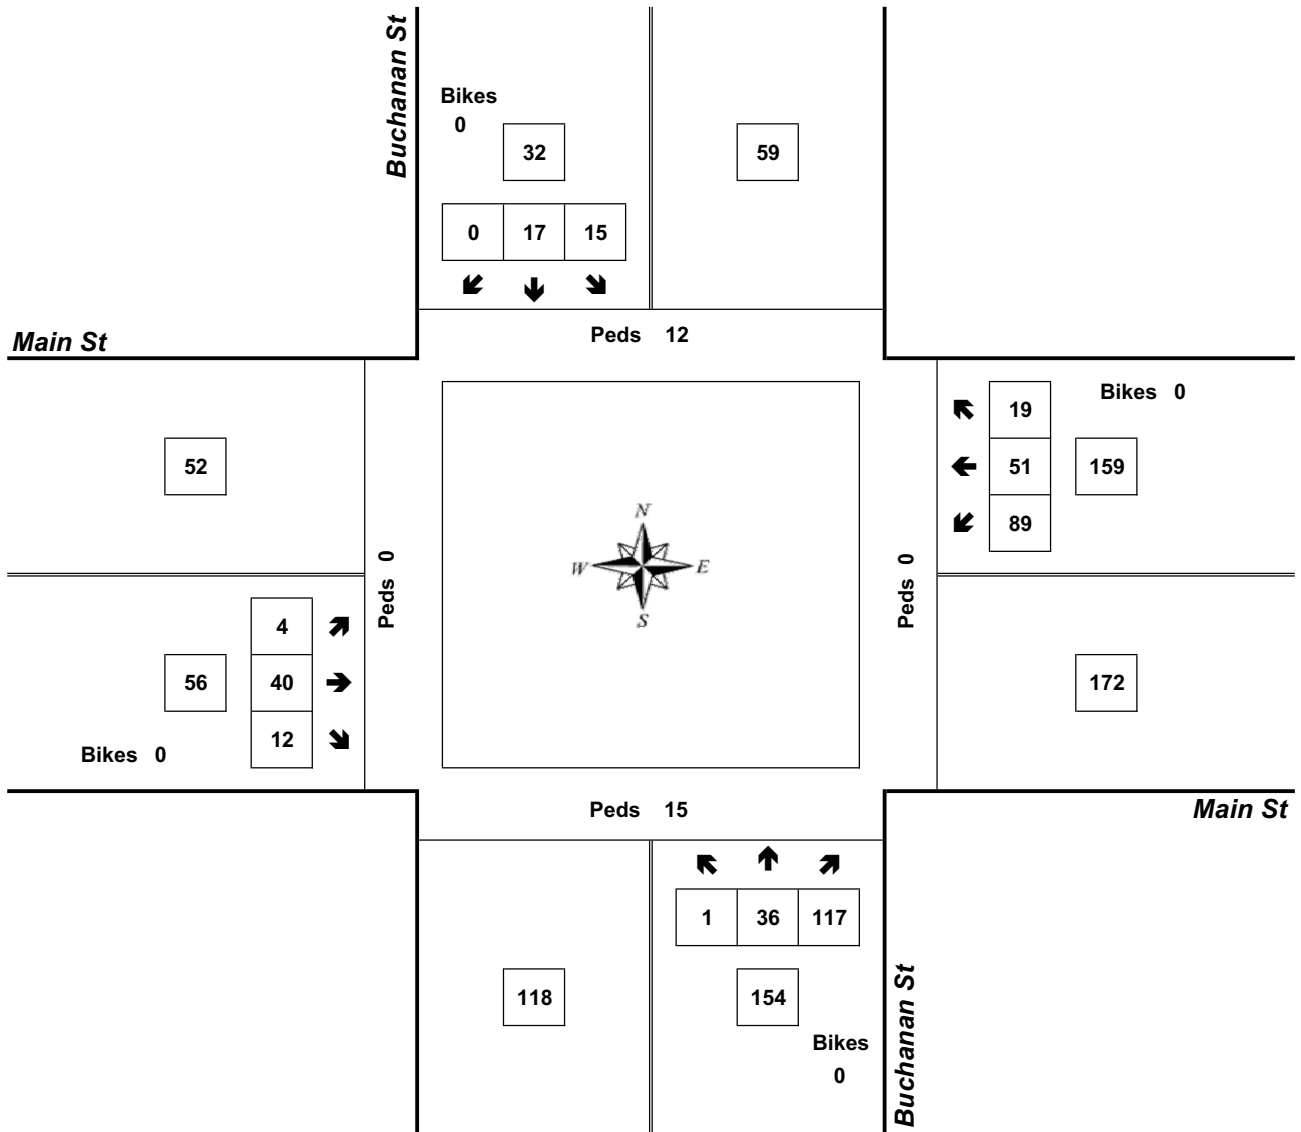 Buchanan St
Bikes
0
32
59
0 17 15
Peds 12
Main St
19
Bikes 0
52
51
159
89
N
W E
S
Peds 0
Peds 0
4
56
40
172
12
Bikes 0
Peds 15
Main St
1 36 117
118
154
Bikes
0
Buchanan St